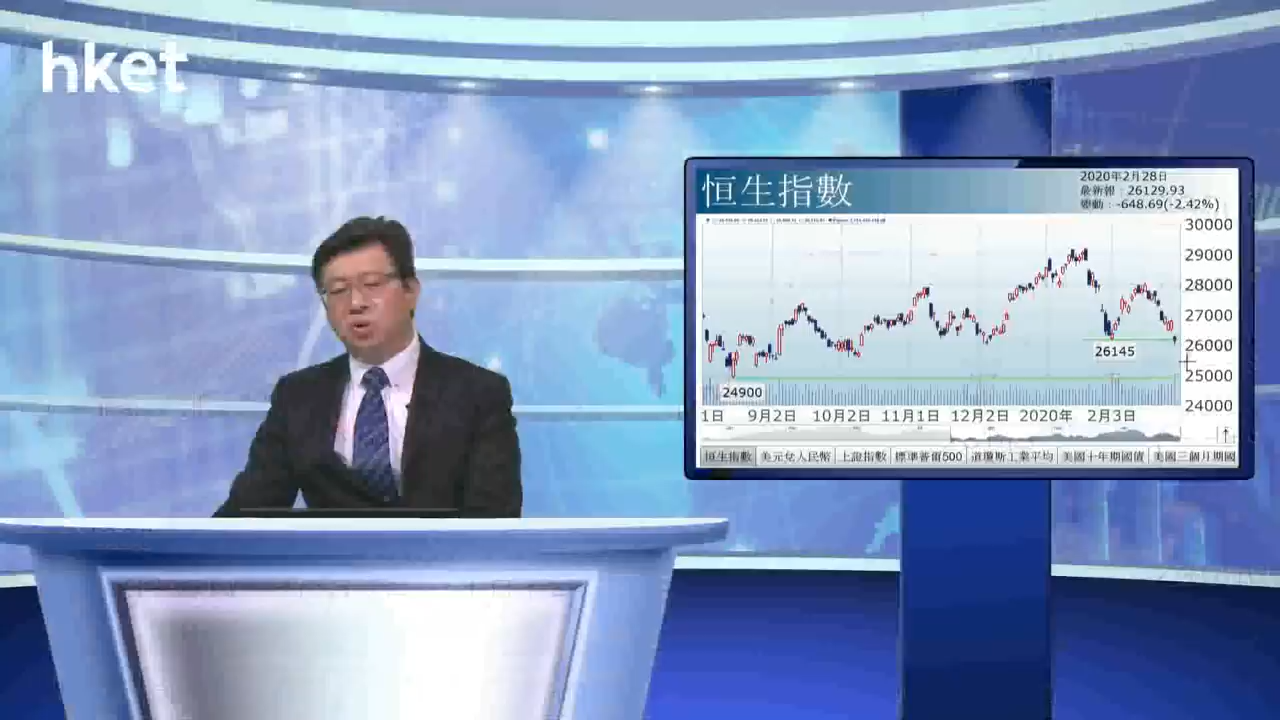 hket
恒生指數
2020年2月28日
最新報：26129.93
變動：-648.69(-2.42%)
30000
29000
28000
27000
26000
25000
24000
26145
24900
1日 9月2日 10月2日 11月1日 12月2日 2020年 2月3日
恒生指數 美元兌人民幣 上證指數 標準普爾500 道瓊斯工業平均 美國十年期國債 美國三個月期國